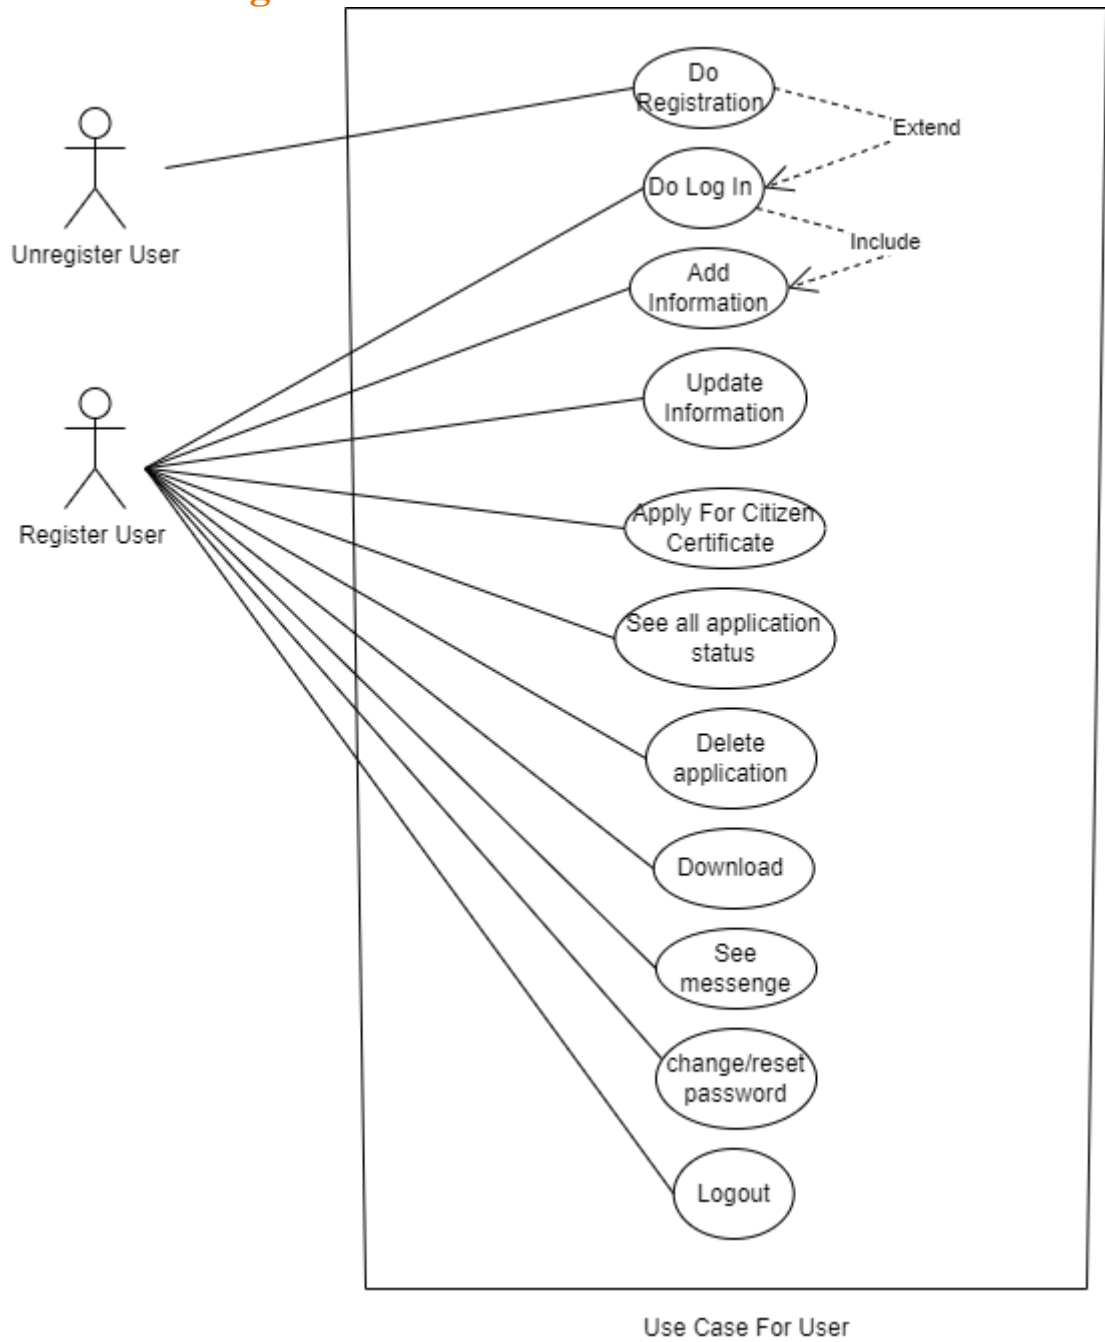 Do
Registration
Extend
Unregister User
Do Log In
Include
Add
Information
Update
Information
Register User
Apply For Citizen
Certificate
See all application
status
Delete
application
Download
See
messenge
change/reset
password
Logout
Use Case For User